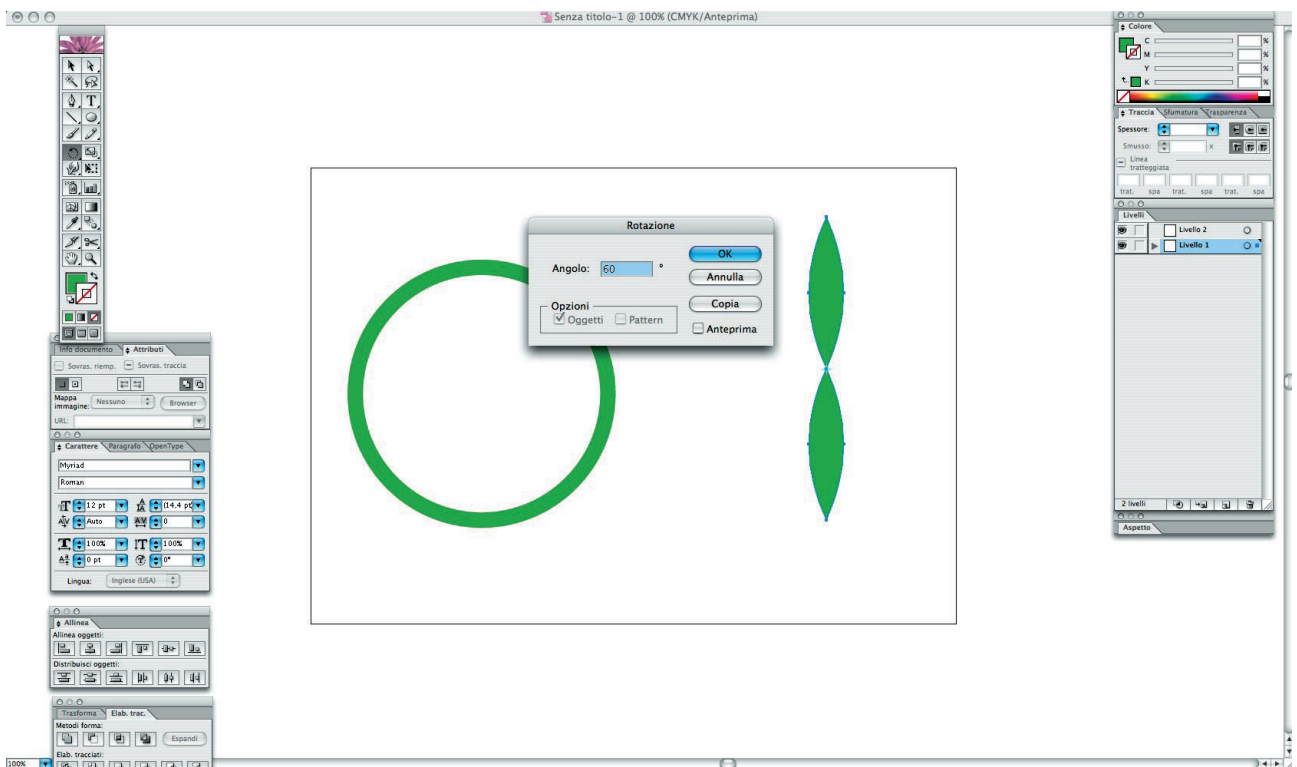 Senza titolo-1 @ 100% (CMYK/Anteprima)
T
Info documento
Attributi
Sovras. riemp.
Sovras. traccia
Mappa
immagine:
Nessuno
Browser
URL:
Carattere
Paragrafo
OpenType
Myriad
Roman
12 pt
(14,4 pt)
Auto
0
100%
100%
0 pt
0°
Lingua:
Inglese (USA)
Allinea
Allinea oggetti:
Distribuisci oggetti:
Trasforma
Elab. trac.
Metodi forma:
Espandi
Elab. tracciati:
100%
Rotazione
Angolo:
60
°
OK
Annulla
Copia
Opzioni
Oggetti
Pattern
Anteprima
Colore
C
%
M
%
Y
%
K
%
Traccia
Sfumatura
Trasparenza
Spessore:
Smusso:
x
Linea
tratteggiata
trat.
spa
trat.
spa
trat.
spa
Livelli
Livello 2
Livello 1
2 livelli
Aspetto